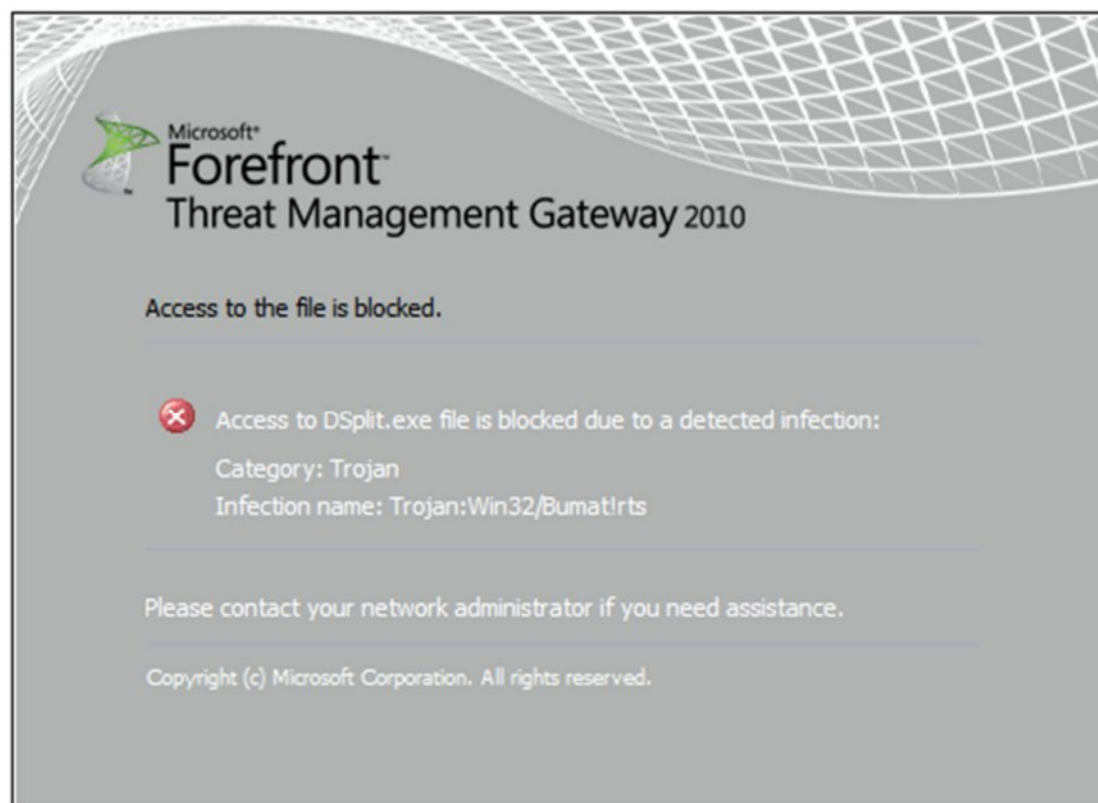 Microsoft®
Forefront™
Threat Management Gateway 2010
Access to the file is blocked.
Access to DSplit.exe file is blocked due to a detected infection:
Category: Trojan
Infection name: Trojan:Win32/Bumat!rts
Please contact your network administrator if you need assistance.
Copyright (c) Microsoft Corporation. All rights reserved.